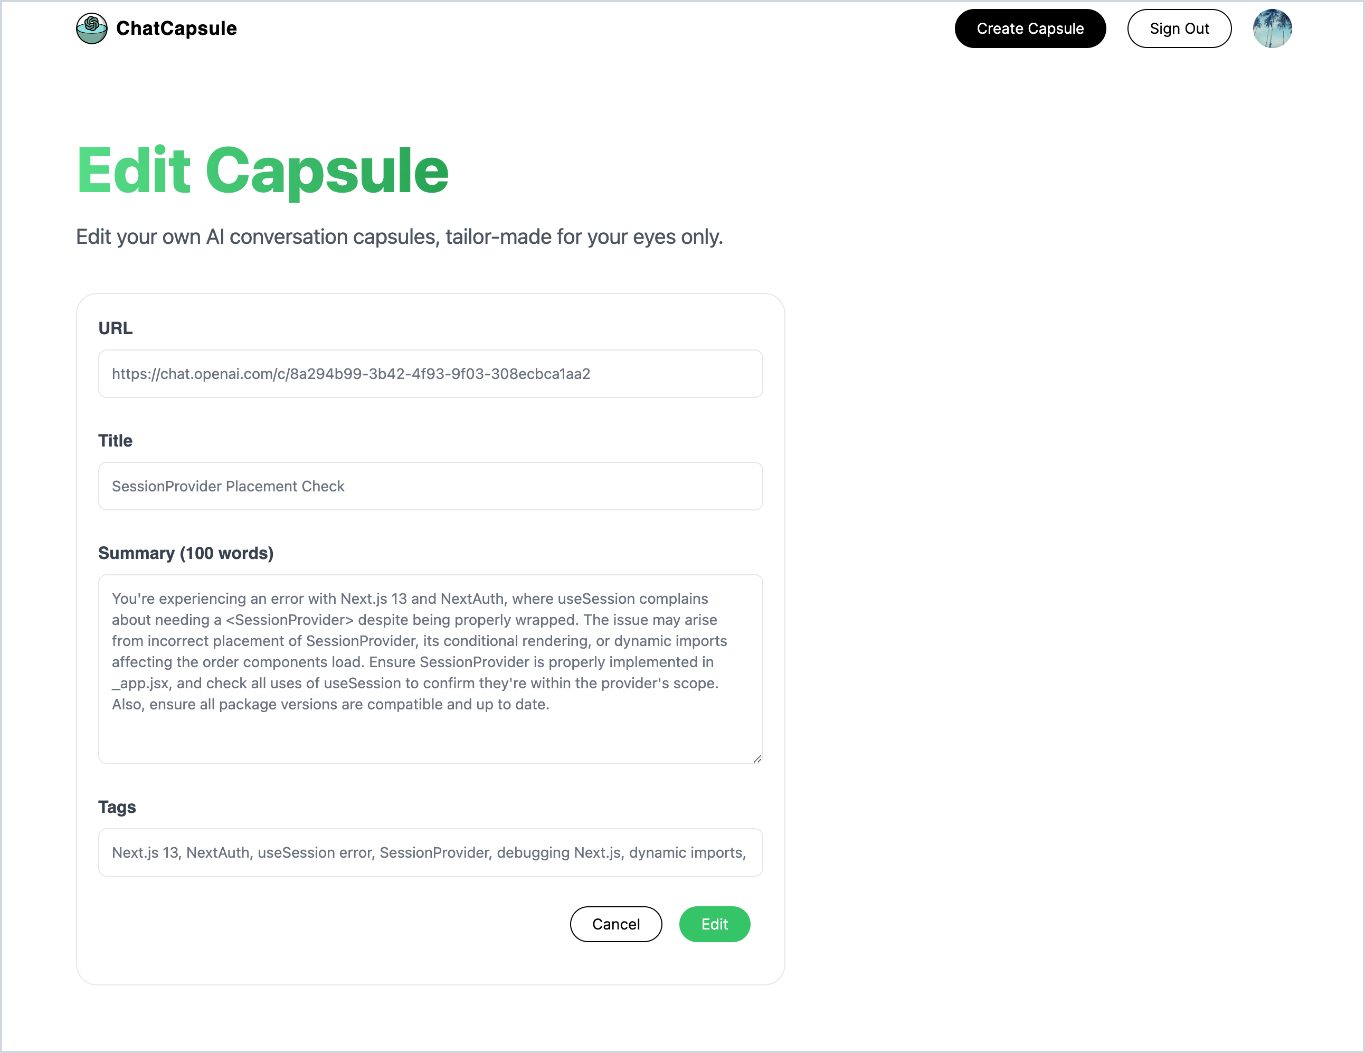 ChatCapsule
Create Capsule
Sign Out
Edit Capsule
Edit your own AI conversation capsules, tailor-made for your eyes only.
URL
https://chat.openai.com/c/8a294b99-3b42-4f93-9f03-308ecbca1aa2
Title
SessionProvider Placement Check
Summary (100 words)
You're experiencing an error with Next.js 13 and NextAuth, where useSession complains
about needing a <SessionProvider> despite being properly wrapped. The issue may arise
from incorrect placement of SessionProvider, its conditional rendering, or dynamic imports
affecting the order components load. Ensure SessionProvider is properly implemented in
_app.jsx, and check all uses of useSession to confirm they're within the provider's scope.
Also, ensure all package versions are compatible and up to date.
Tags
Next.js 13, NextAuth, useSession error, SessionProvider, debugging Next.js, dynamic imports,
Cancel
Edit